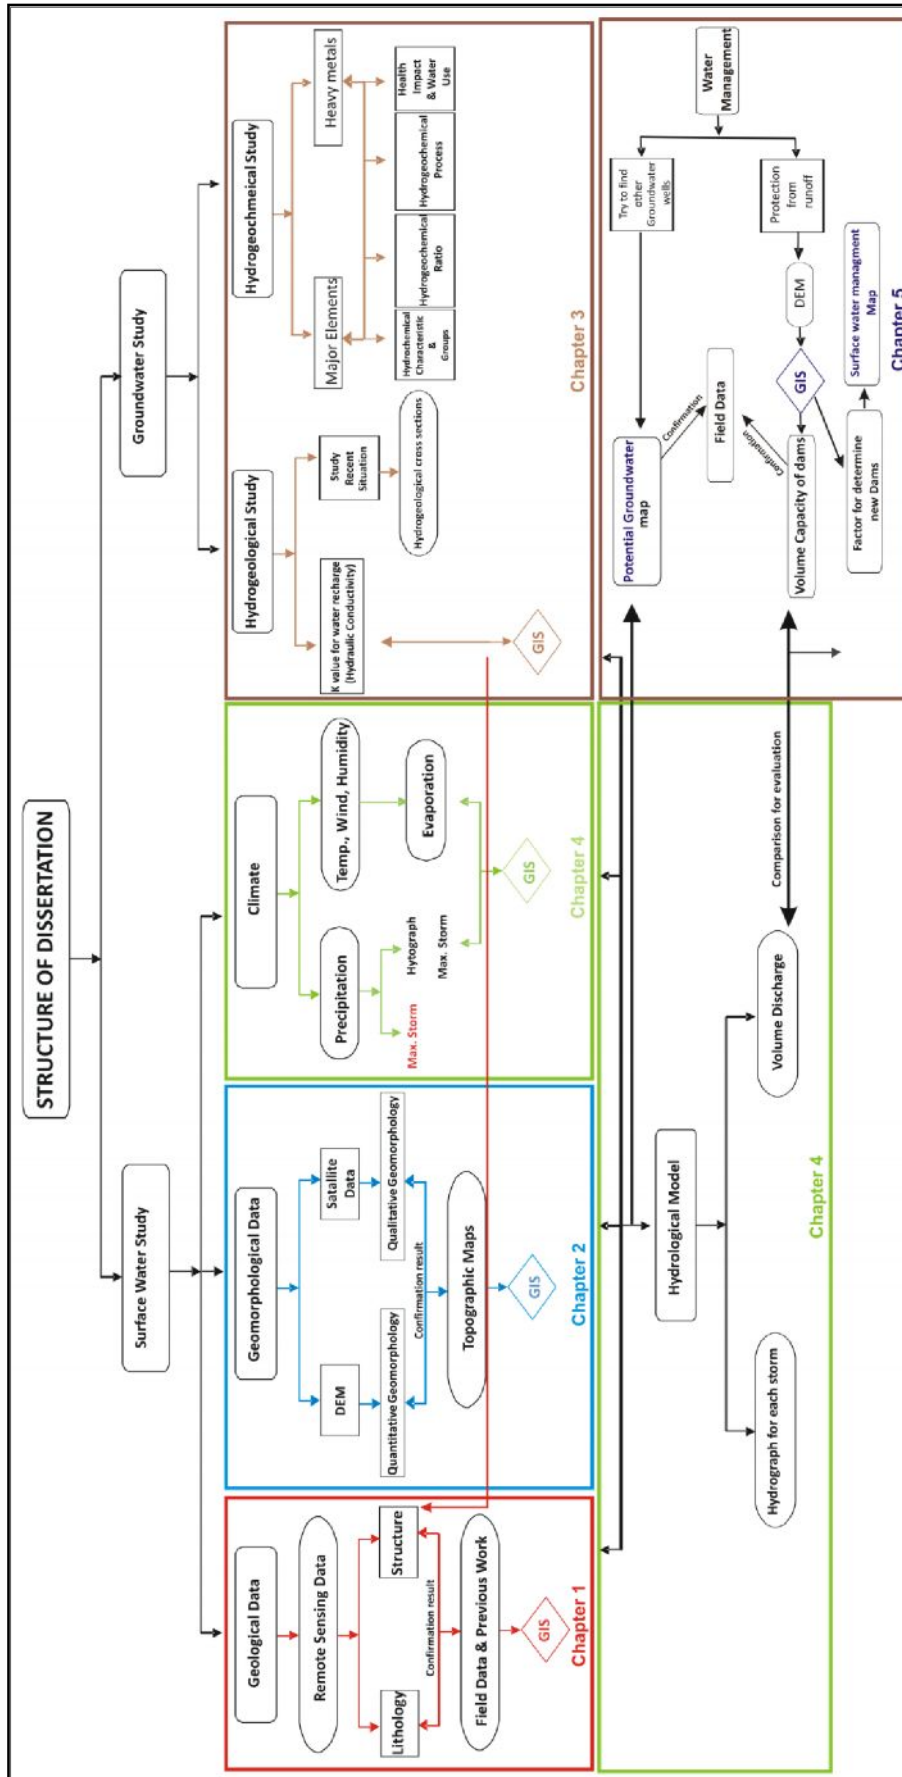 STRUCTURE OF DISSERTATION
Surface Water Study
Groundwater Study
Geological Data
Remote Sensing Data
Lithology
Structure
Confirmation result
Field Data & Previous Work
GIS
Chapter 1
Geomorphological Data
DEM
Satallite
Data
Quantitative Geomorphology
Qualitative Geomorphology
Confirmation result
Topographic Maps
GIS
Chapter 2
Climate
Precipitation
Temp., Wind, Humidity
Max. Storm
Hytograph
Max. Storm
Evaporation
GIS
Chapter 4
Hydrogeological Study
K value for water recharge
(Hydraulic Conductivity)
Study
Recent
Situation
Hydrogeological cross sections
GIS
Hydrogeochmeical Study
Major Elements
Heavy metals
Hydrochemical
Characteristic
&
Groups
Hydrogeochemical
Ratio
Hydrogeochemical
Process
Health
Impact
& Water
Use
Chapter 3
Hydrological Model
Hydrograph for each storm
Volume Discharge
Chapter 4
Comparison for evaluation
Water
Management
Try to find
other
Groundwater
wells
Protection
from
runoff
Potential Groundwater
map
Confirmation
Field Data
Confirmation
DEM
GIS
Volume Capacity of dams
Factor for determine
new Dams
Surface water managment
Map
Chapter 5